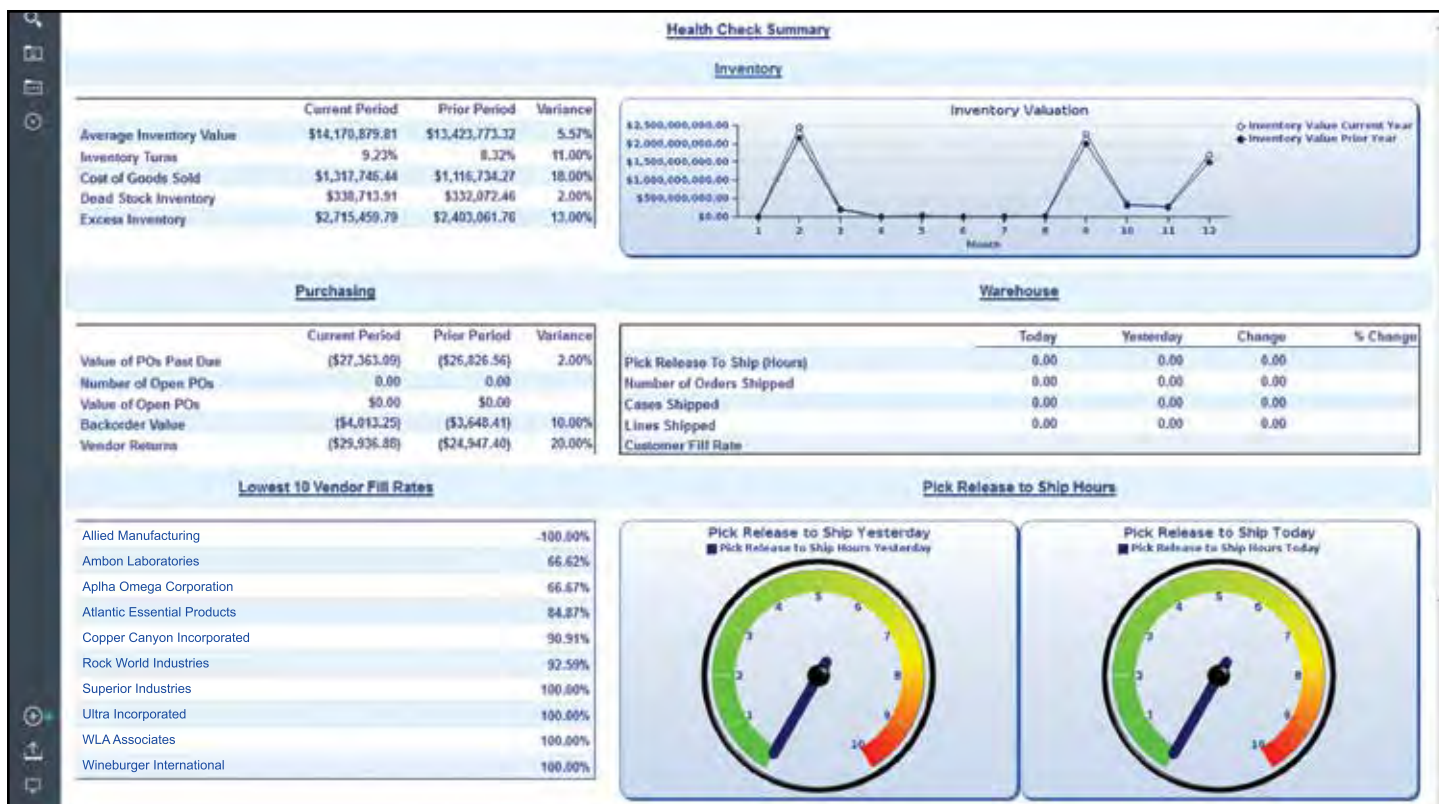 Health Check Summary
Inventory
Current Period Prior Period Variance
Average Inventory Value $14,170,879.81 $13,423,773.32 5.57%
Inventory Turns 9.23% 8.32% 11.00%
Cost of Goods Sold $1,317,746.44 $1,116,734.27 18.00%
Dead Stock Inventory $338,713.91 $332,072.46 2.00%
Excess Inventory $2,715,459.79 $2,403,061.76 13.00%
Inventory Valuation
$2,500,000,000.00
$2,000,000,000.00
$1,500,000,000.00
$1,000,000,000.00
$500,000,000.00
$0.00
1 2 3 4 5 6 7 8 9 10 11 12
Month
Inventory Value Current Year
Inventory Value Prior Year
Purchasing
Current Period Prior Period Variance
Value of POs Past Due ($27,363.09) ($26,826.56) 2.00%
Number of Open POs 0.00 0.00
Value of Open POs $0.00 $0.00
Backorder Value ($4,013.25) ($3,648.41) 10.00%
Vendor Returns ($29,936.88) ($24,947.40) 20.00%
Warehouse
Today Yesterday Change % Change
Pick Release To Ship (Hours) 0.00 0.00 0.00
Number of Orders Shipped 0.00 0.00 0.00
Cases Shipped 0.00 0.00 0.00
Lines Shipped 0.00 0.00 0.00
Customer Fill Rate
Lowest 10 Vendor Fill Rates
Allied Manufacturing -100.00%
Ambon Laboratories 66.62%
Aplha Omega Corporation 66.67%
Atlantic Essential Products 84.87%
Copper Canyon Incorporated 90.91%
Rock World Industries 92.59%
Superior Industries 100.00%
Ultra Incorporated 100.00%
WLA Associates 100.00%
Wineburger International 100.00%
Pick Release to Ship Hours
Pick Release to Ship Yesterday
Pick Release to Ship Hours Yesterday
1 2 3 4 5 6 7 8 9 10
Pick Release to Ship Today
Pick Release to Ship Hours Today
1 2 3 4 5 6 7 8 9 10